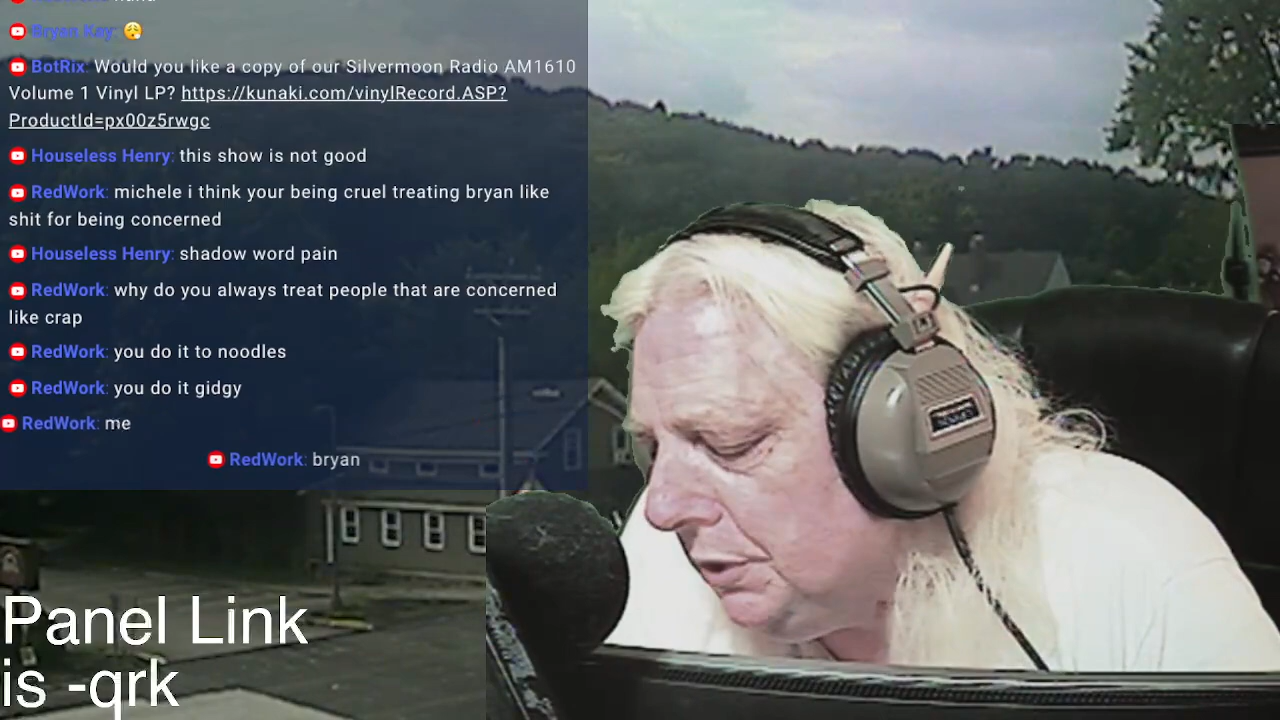 Bryan Kay: 😮‍💨
BotRix: Would you like a copy of our Silvermoon Radio AM1610
Volume 1 Vinyl LP? https://kunaki.com/vinylRecord.ASP?
ProductId=px00z5rwgc
Houseless Henry: this show is not good
RedWork: michele i think your being cruel treating bryan like
shit for being concerned
Houseless Henry: shadow word pain
RedWork: why do you always treat people that are concerned
like crap
RedWork: you do it to noodles
RedWork: you do it gidgy
RedWork: me
RedWork: bryan
Panel Link
is -qrk